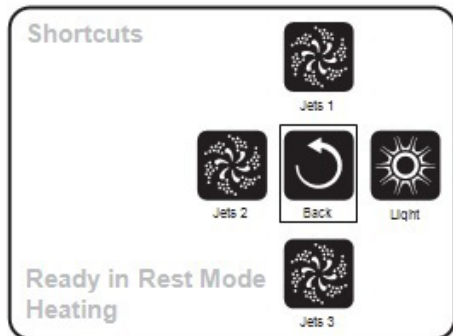 Shortcuts
Jets 1
Jets 2
Back
Light
Ready in Rest Mode
Heating
Jets 3